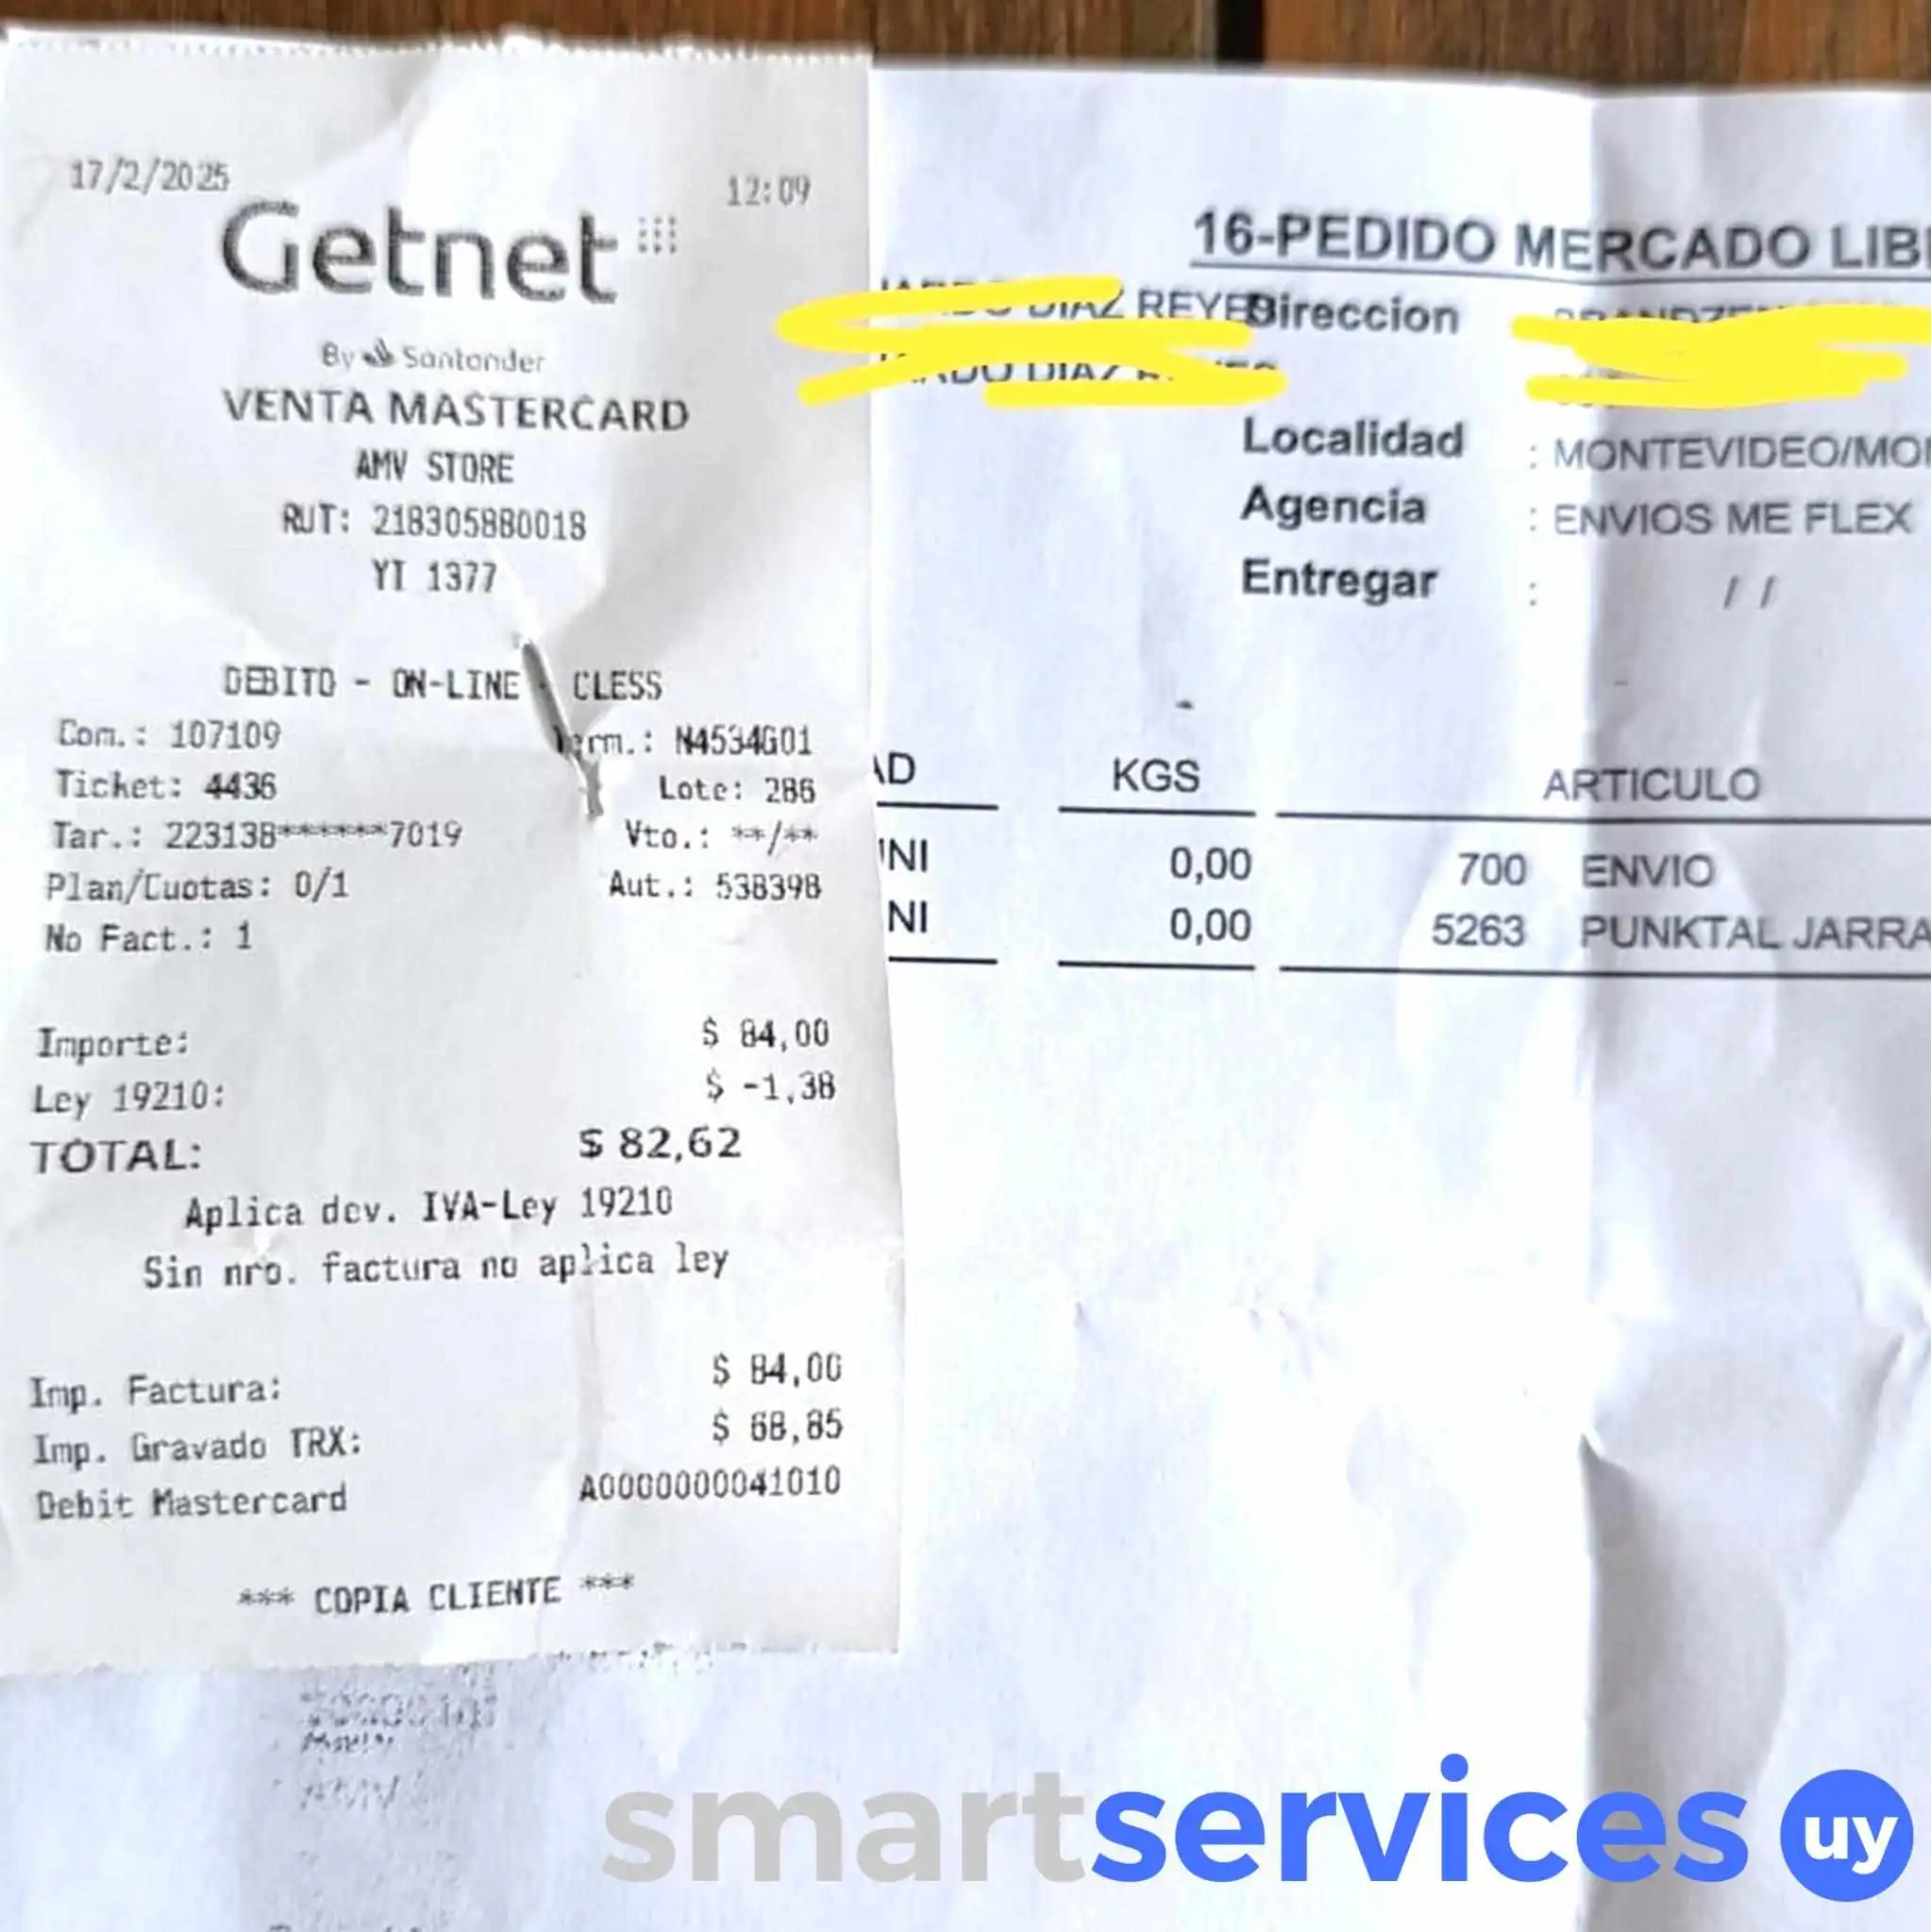 17/2/2025 12:09
Getnet
By Santander
VENTA MASTERCARD
AMV STORE
RUT: 218305880018
YI 1377
DEBITO - ON-LINE - CLESS
Com.: 107109 Term.: N4534G01
Ticket: 4436 Lote: 286
Tar.: 223138******7019 Vto.: **/**
Plan/Cuotas: 0/1 Aut.: 538398
No Fact.: 1
Importe: $ 84,00
Ley 19210: $ -1,38
TOTAL: $ 82,62
Aplica dev. IVA-Ley 19210
Sin nro. factura no aplica ley
Imp. Factura: $ 84,00
Imp. Gravado TRX: $ 68,85
Debit Mastercard A0000000041010
*** COPIA CLIENTE ***
16-PEDIDO MERCADO LIB
DIAZ REYES Direccion
DIAZ
Localidad : MONTEVIDEO/MON
Agencia : ENVIOS ME FLEX
Entregar : / /
AD KGS ARTICULO
UNI 0,00 700 ENVIO
NI 0,00 5263 PUNKTAL JARRA
smartservices uy